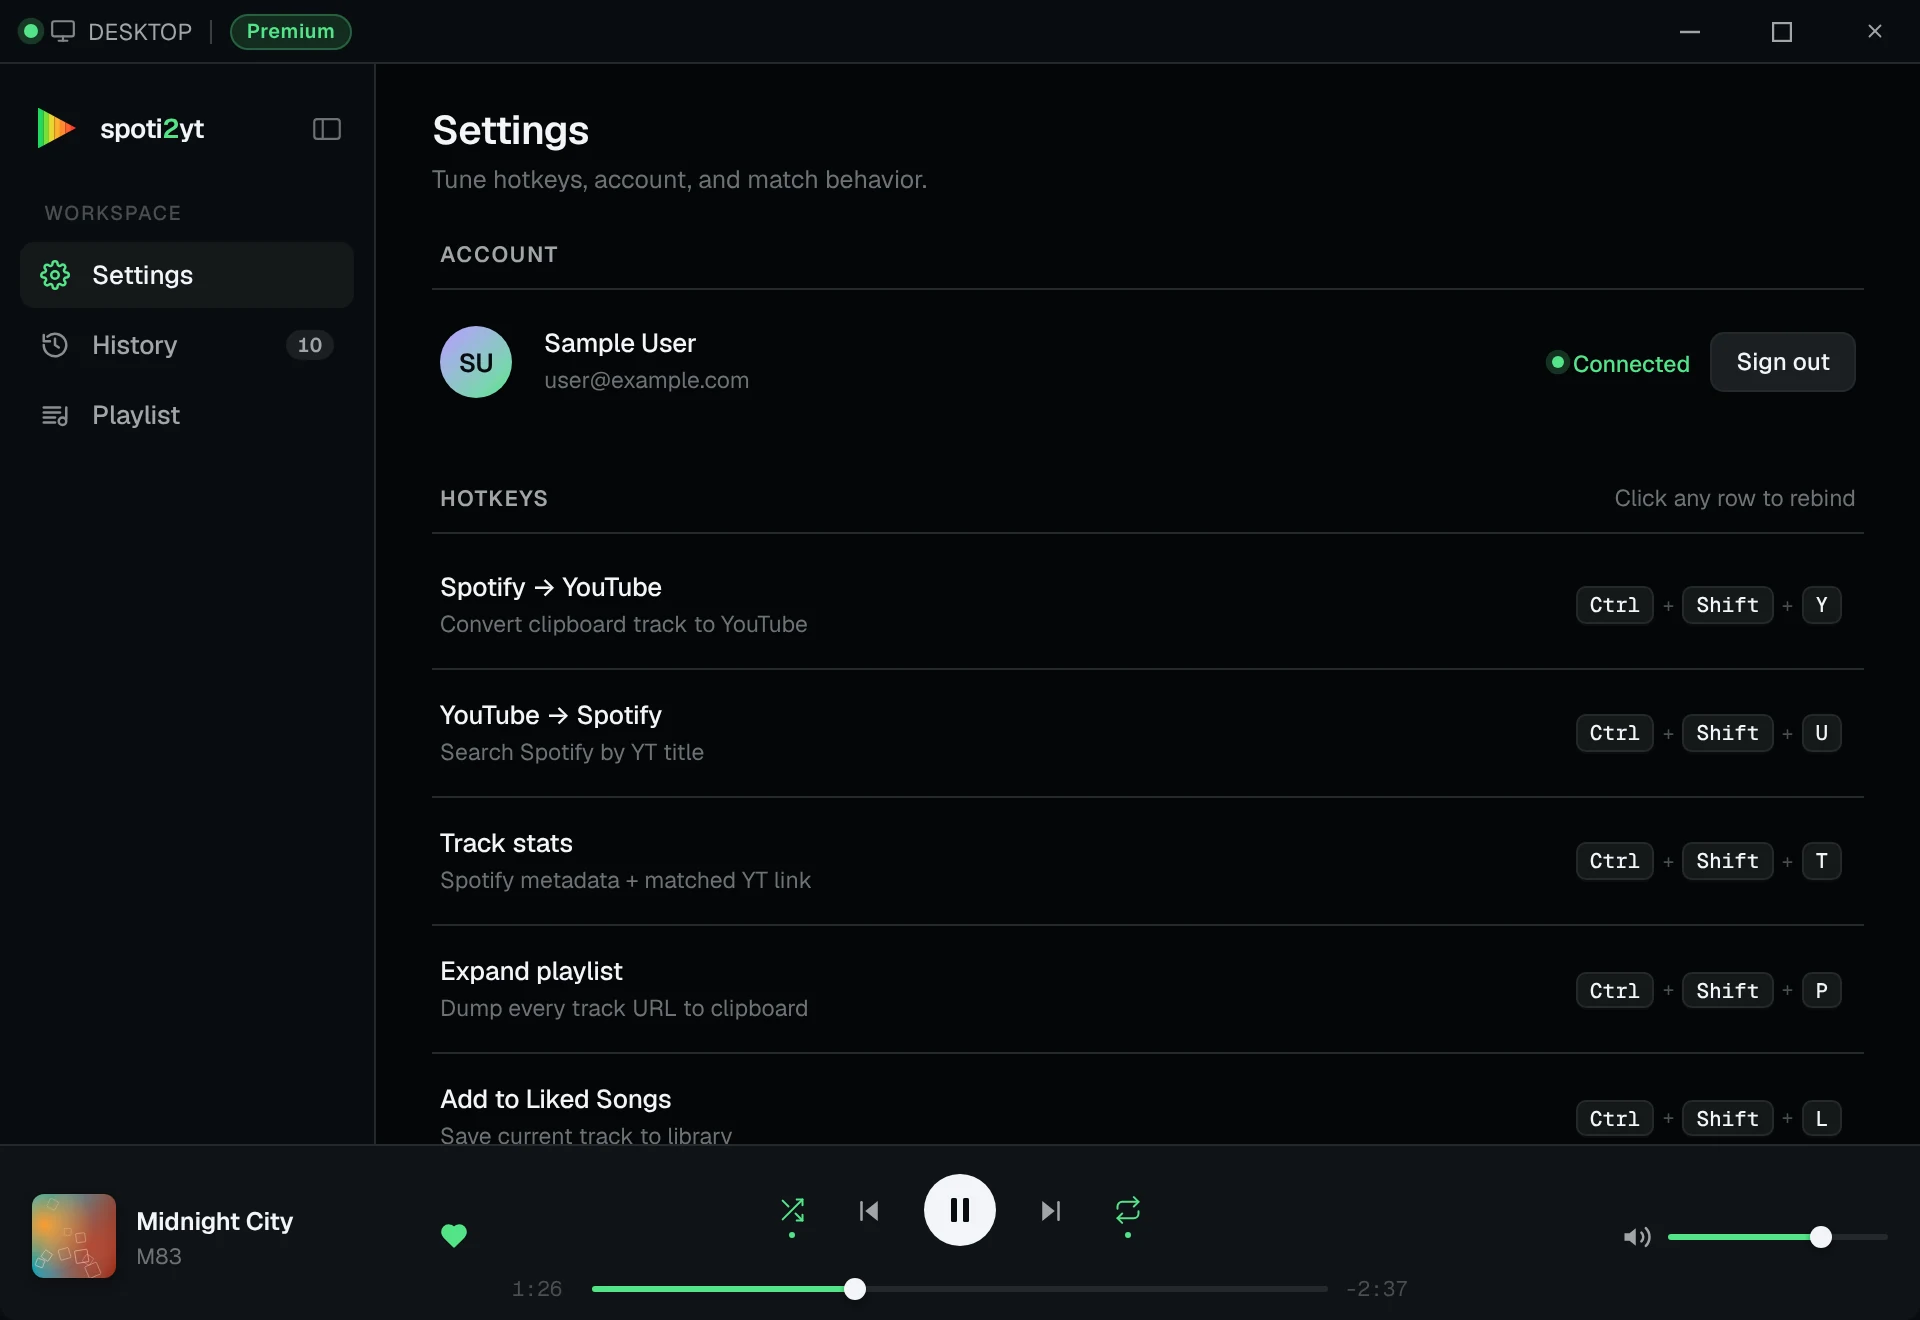 DESKTOP
Premium
spoti2yt
WORKSPACE
Settings
History
10
Playlist
Settings
Tune hotkeys, account, and match behavior.
ACCOUNT
SU
Sample User
user@example.com
Connected
Sign out
HOTKEYS
Click any row to rebind
Spotify → YouTube
Convert clipboard track to YouTube
Ctrl + Shift + Y
YouTube → Spotify
Search Spotify by YT title
Ctrl + Shift + U
Track stats
Spotify metadata + matched YT link
Ctrl + Shift + T
Expand playlist
Dump every track URL to clipboard
Ctrl + Shift + P
Add to Liked Songs
Save current track to library
Ctrl + Shift + L
Midnight City
M83
1:26
-2:37